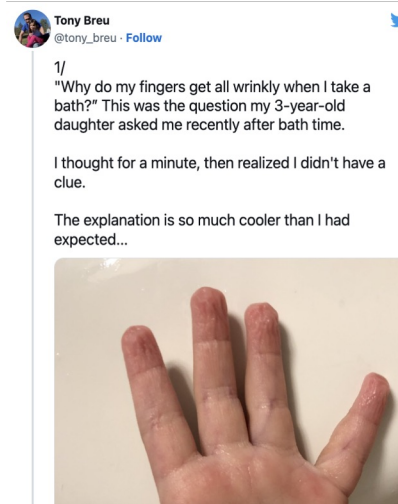 Tony Breu
@tony_breu · Follow
1/
"Why do my fingers get all wrinkly when I take a
bath?” This was the question my 3-year-old
daughter asked me recently after bath time.
I thought for a minute, then realized I didn't have a
clue.
The explanation is so much cooler than I had
expected...